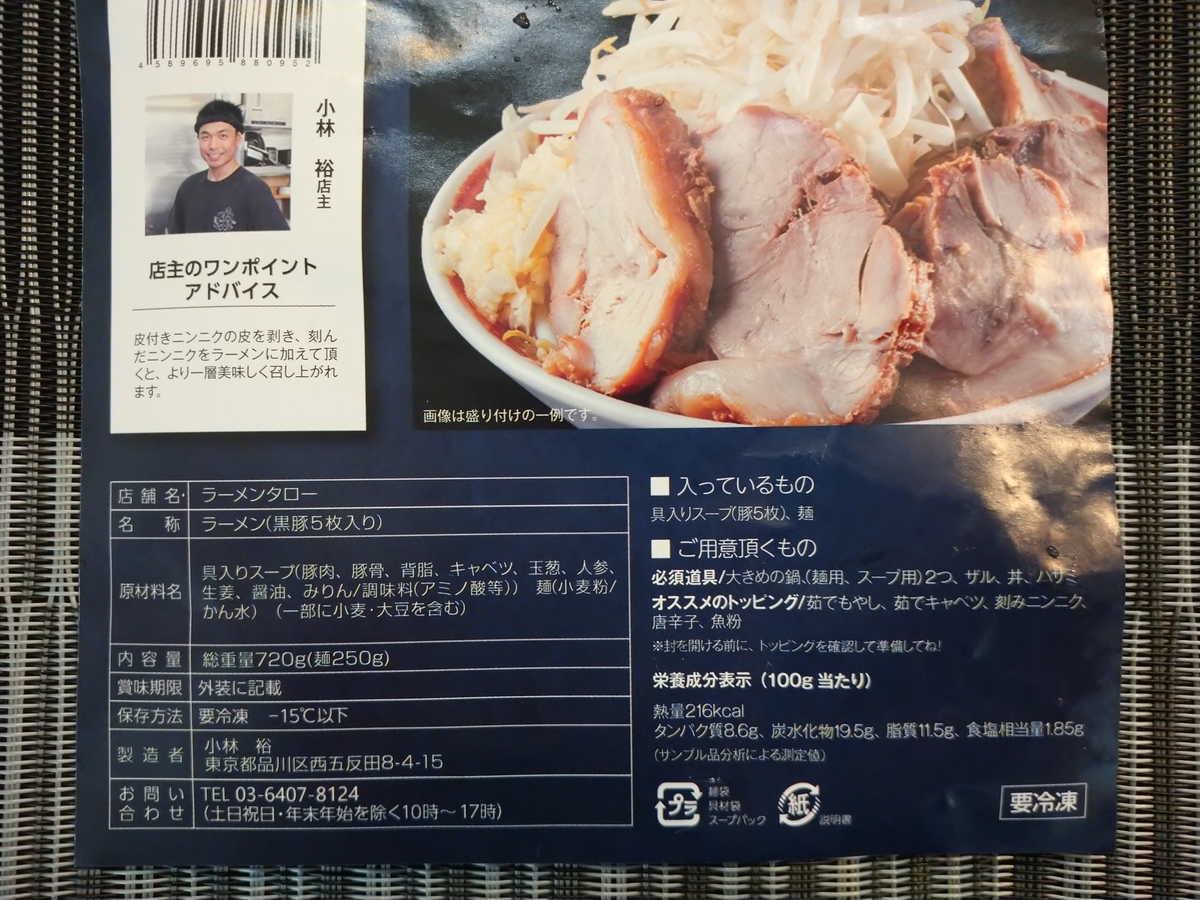 4589695880952
小林 裕店主
店主のワンポイント
アドバイス
皮付きニンニクの皮を剥き、刻ん
だニンニクをラーメンに加えて頂
くと、より一層美味しく召し上がれ
ます。
画像は盛り付けの一例です。
店舗名 ラーメンタロー
名称 ラーメン(黒豚5枚入り)
原材料名 具入りスープ(豚肉、豚骨、背脂、キャベツ、玉葱、人参、
生姜、醤油、みりん/調味料(アミノ酸等)) 麺(小麦粉/
かん水) (一部に小麦・大豆を含む)
内容量 総重量720g(麺250g)
賞味期限 外装に記載
保存方法 要冷凍 −15℃以下
製造者 小林 裕
東京都品川区西五反田8-4-15
お問い TEL 03-6407-8124
合わせ (土日祝日・年末年始を除く10時〜17時)
■ 入っているもの
具入りスープ(豚5枚)、麺
■ ご用意頂くもの
必須道具/大きめの鍋、(麺用、スープ用)2つ、ザル、丼、ハサミ
オススメのトッピング/茹でもやし、茹でキャベツ、刻みニンニク、
唐辛子、魚粉
※封を開ける前に、トッピングを確認して準備してね!
栄養成分表示(100g当たり)
熱量216kcal
タンパク質8.6g、炭水化物19.5g、脂質11.5g、食塩相当量1.85g
(サンプル品分析による測定値)
プラ
麺袋
具材袋
スープパック
紙
説明書
要冷凍